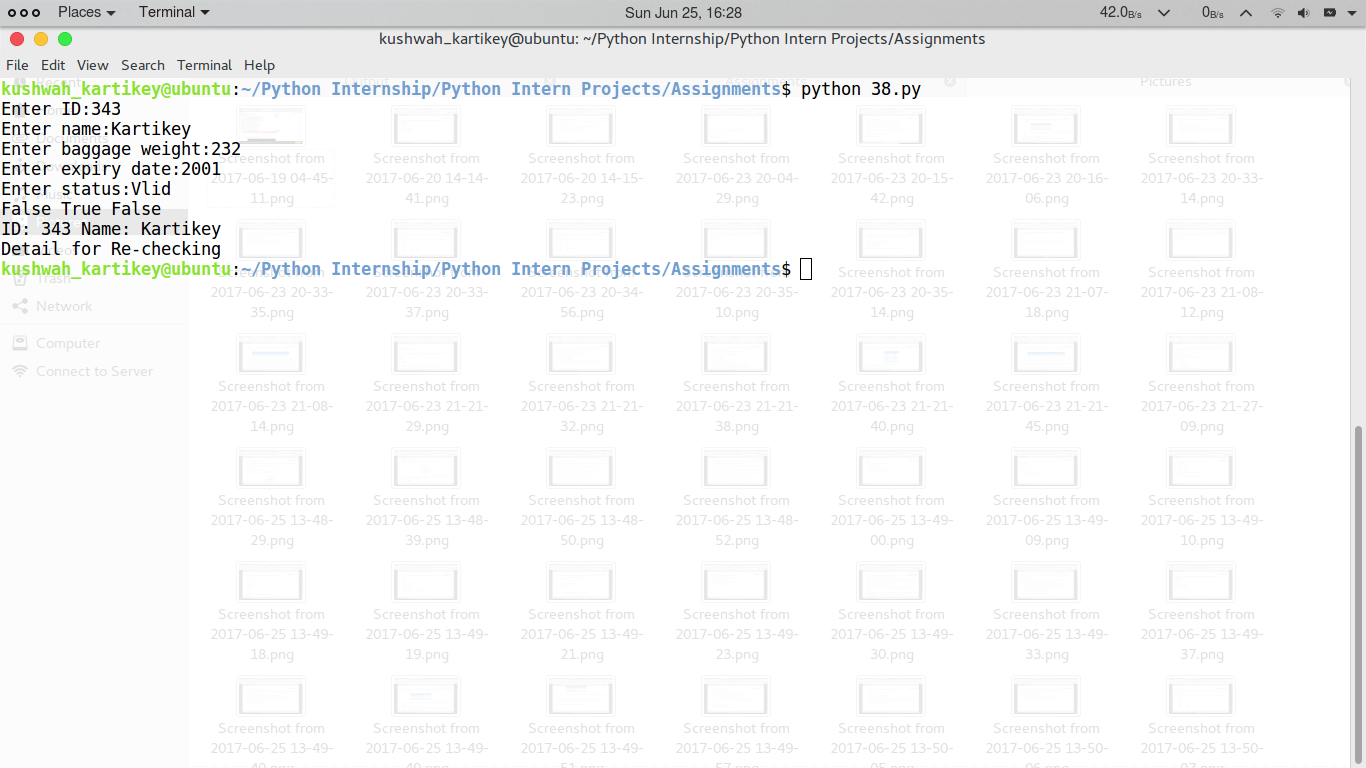 Places Terminal Sun Jun 25, 16:28 42.0B/s 0B/s
kushwah_kartikey@ubuntu: ~/Python Internship/Python Intern Projects/Assignments
File Edit View Search Terminal Help
kushwah_kartikey@ubuntu:~/Python Internship/Python Intern Projects/Assignments$ python 38.py
Enter ID:343
Enter name:Kartikey
Enter baggage weight:232
Enter expiry date:2001
Enter status:Vlid
False True False
ID: 343 Name: Kartikey
Detail for Re-checking
kushwah_kartikey@ubuntu:~/Python Internship/Python Intern Projects/Assignments$
Pictures
Trash
Network
Computer
Connect to Server
Screenshot from Screenshot from Screenshot from Screenshot from Screenshot from Screenshot from Screenshot from
2017-06-19 04-45- 2017-06-20 14-14- 2017-06-20 14-15- 2017-06-23 20-04- 2017-06-23 20-15- 2017-06-23 20-16- 2017-06-23 20-33-
11.png 41.png 23.png 29.png 42.png 06.png 14.png
Screenshot from Screenshot from Screenshot from Screenshot from Screenshot from
2017-06-23 20-33- 2017-06-23 20-33- 2017-06-23 20-34- 2017-06-23 20-35- 2017-06-23 20-35- 2017-06-23 21-07- 2017-06-23 21-08-
35.png 37.png 56.png 10.png 14.png 18.png 12.png
Screenshot from Screenshot from Screenshot from Screenshot from Screenshot from Screenshot from Screenshot from
2017-06-23 21-08- 2017-06-23 21-21- 2017-06-23 21-21- 2017-06-23 21-21- 2017-06-23 21-21- 2017-06-23 21-21- 2017-06-23 21-27-
14.png 29.png 32.png 38.png 40.png 45.png 09.png
Screenshot from Screenshot from Screenshot from Screenshot from Screenshot from Screenshot from Screenshot from
2017-06-25 13-48- 2017-06-25 13-48- 2017-06-25 13-48- 2017-06-25 13-48- 2017-06-25 13-49- 2017-06-25 13-49- 2017-06-25 13-49-
29.png 39.png 50.png 52.png 00.png 09.png 10.png
Screenshot from Screenshot from Screenshot from Screenshot from Screenshot from Screenshot from Screenshot from
2017-06-25 13-49- 2017-06-25 13-49- 2017-06-25 13-49- 2017-06-25 13-49- 2017-06-25 13-49- 2017-06-25 13-49- 2017-06-25 13-49-
18.png 19.png 21.png 23.png 30.png 33.png 37.png
Screenshot from Screenshot from Screenshot from Screenshot from Screenshot from Screenshot from Screenshot from
2017-06-25 13-49- 2017-06-25 13-49- 2017-06-25 13-49- 2017-06-25 13-49- 2017-06-25 13-50- 2017-06-25 13-50- 2017-06-25 13-50-